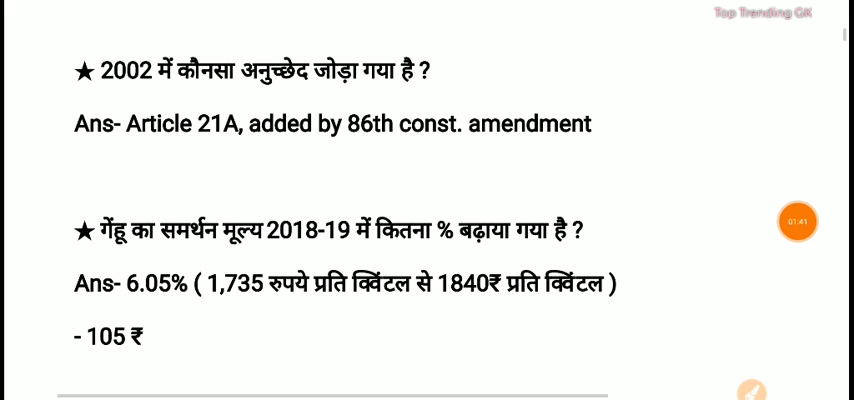 Top Trending GK
★ 2002 में कौनसा अनुच्छेद जोड़ा गया है ?
Ans- Article 21A, added by 86th const. amendment
★ गेंहू का समर्थन मूल्य 2018-19 में कितना % बढ़ाया गया है ?
01:41
Ans- 6.05% ( 1,735 रुपये प्रति क्विंटल से 1840₹ प्रति क्विंटल )
- 105 ₹